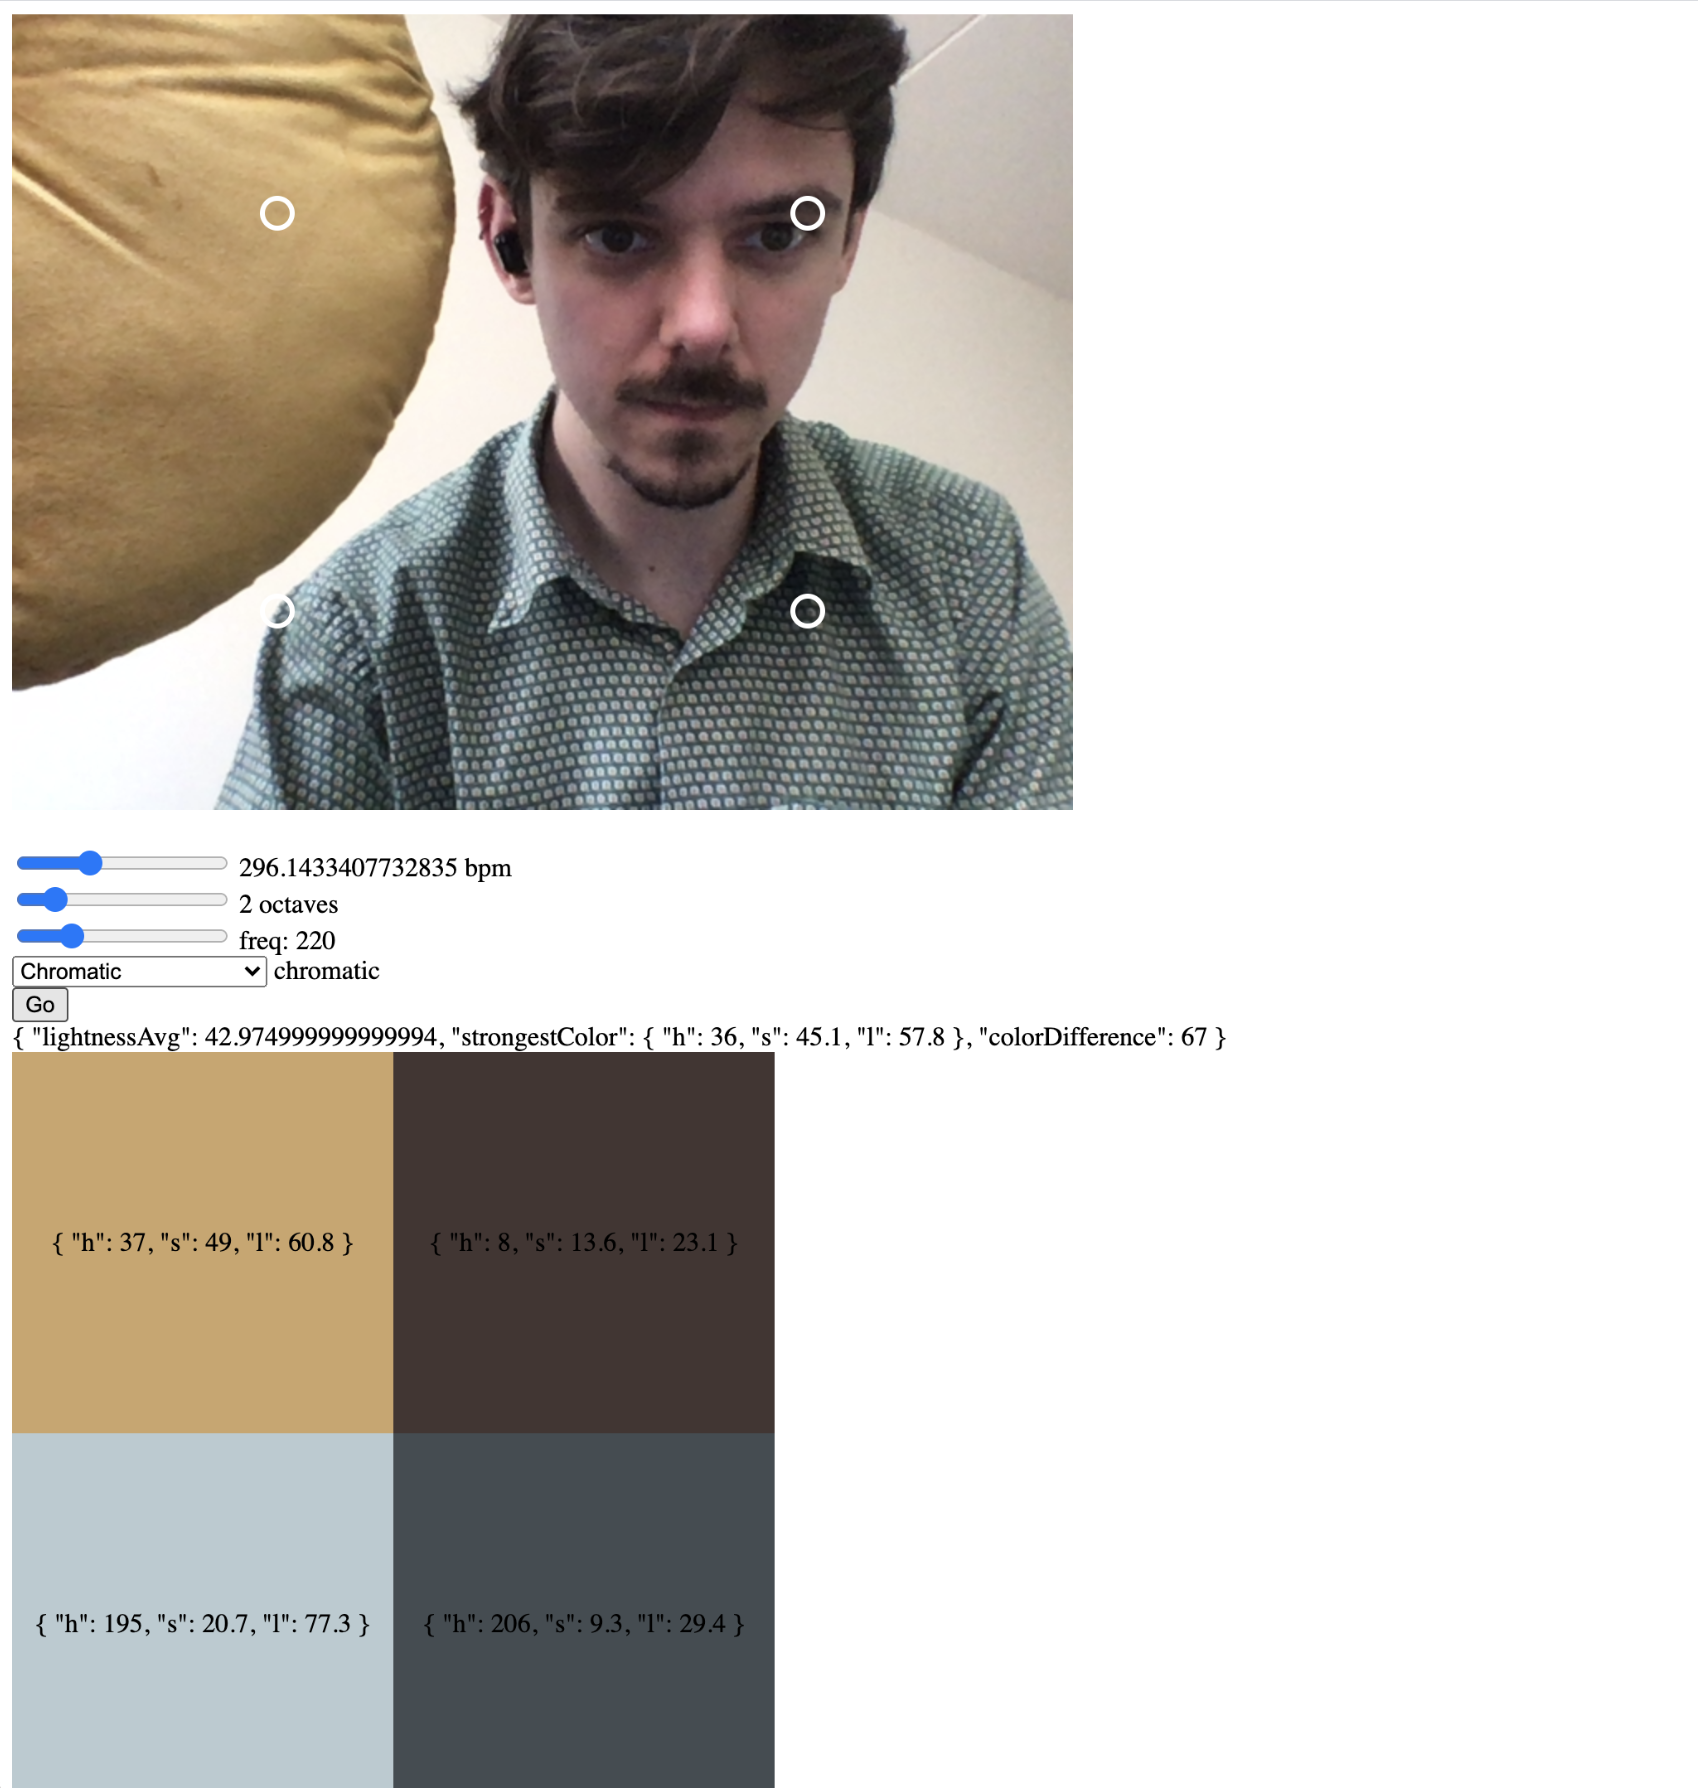 296.1433407732835 bpm
2 octaves
freq: 220
Chromatic chromatic
Go
{ "lightnessAvg": 42.974999999999994, "strongestColor": { "h": 36, "s": 45.1, "l": 57.8 }, "colorDifference": 67 }
{ "h": 37, "s": 49, "l": 60.8 } { "h": 8, "s": 13.6, "l": 23.1 }
{ "h": 195, "s": 20.7, "l": 77.3 } { "h": 206, "s": 9.3, "l": 29.4 }